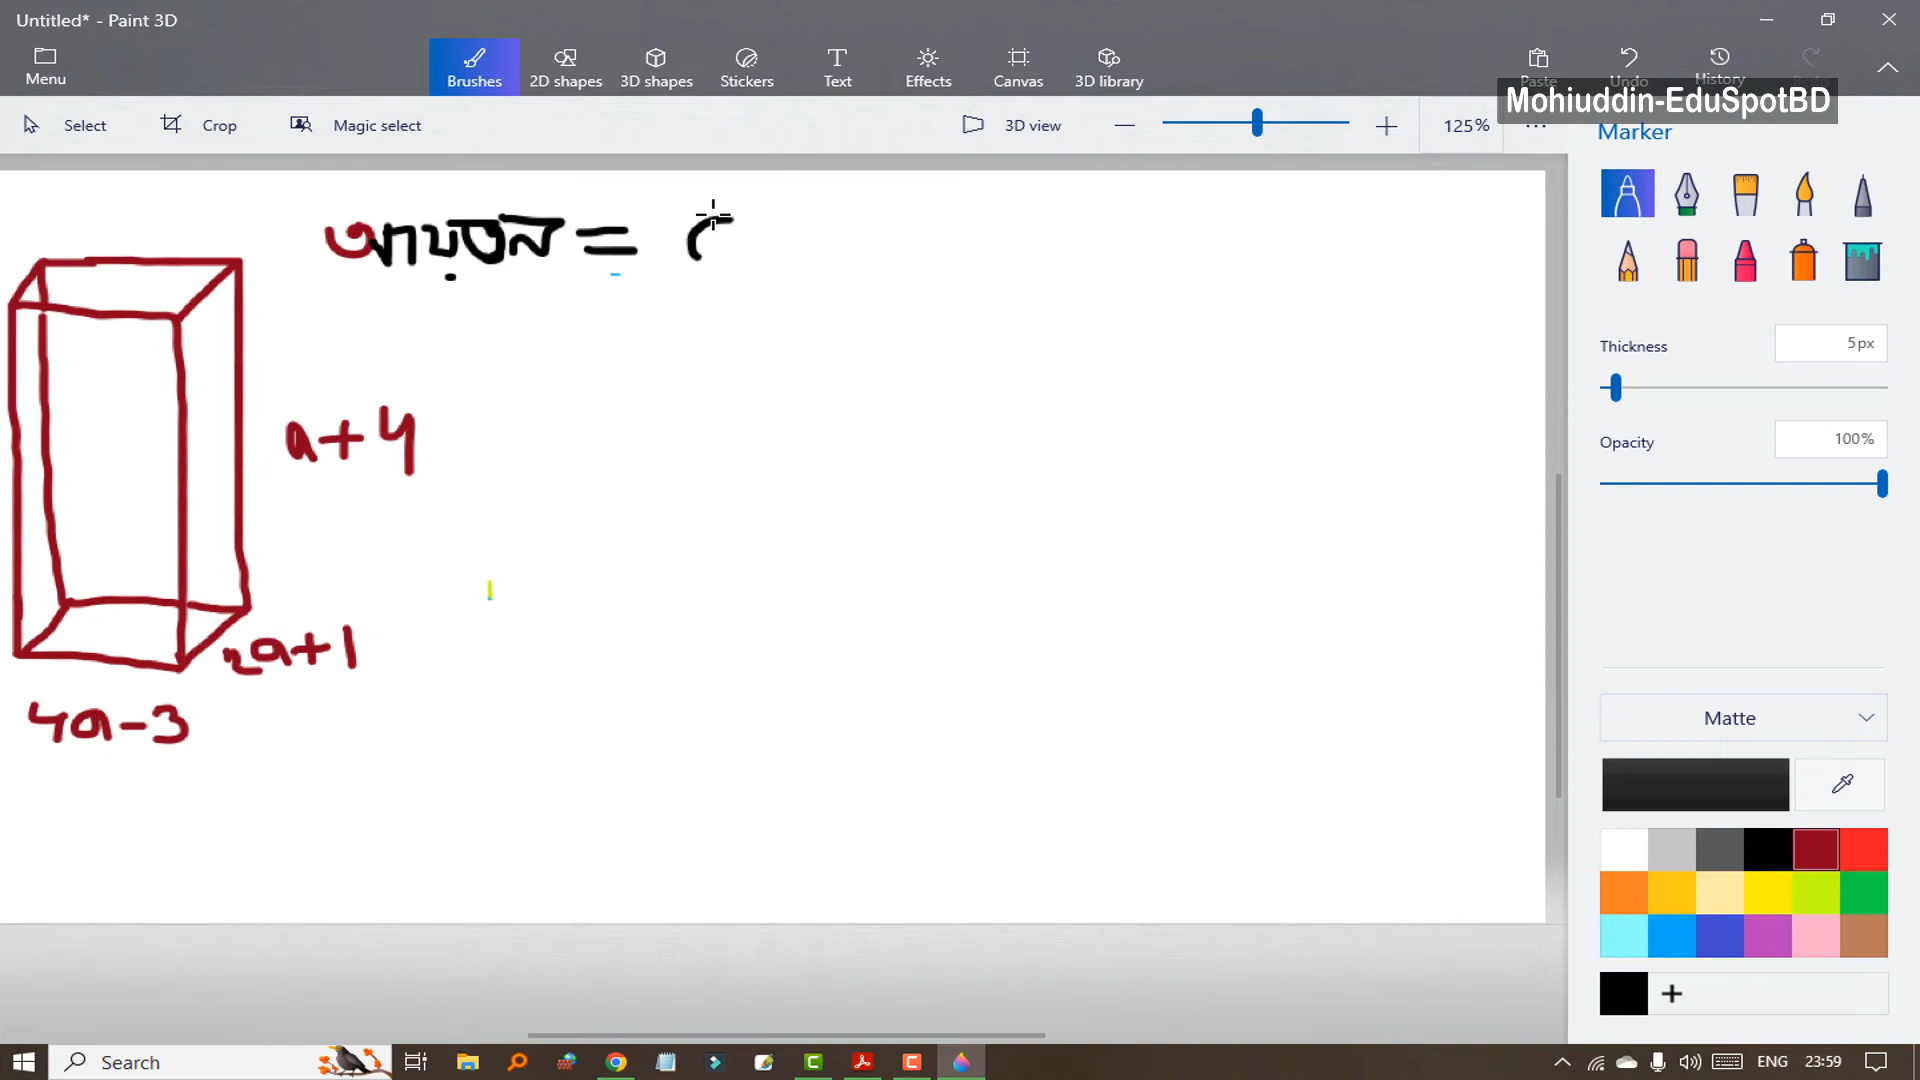 Untitled* - Paint 3D
Menu
Brushes
2D shapes
3D shapes
Stickers
Text
Effects
Canvas
3D library
Paste
Undo
History
Redo
Mohiuddin-EduSpotBD
Select
Crop
Magic select
3D view
125%
Marker
আয়তন =
a+4
2a+1
4a-3
Thickness
5px
Opacity
100%
Matte
Search
ENG
23:59